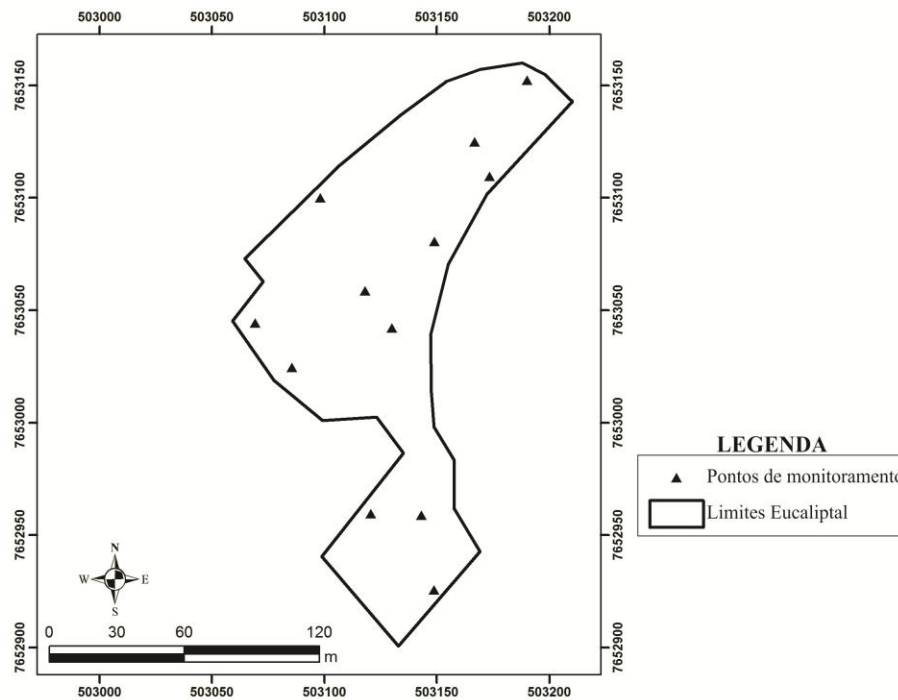 503000 503050 503100 503150 503200
7653150 7653150
7653100 7653100
7653050 7653050
7653000 7653000
7652950 7652950
7652900 7652900
LEGENDA
Pontos de monitoramento
Limites Eucaliptal
N
W E
S
0 30 60 120
m
503000 503050 503100 503150 503200